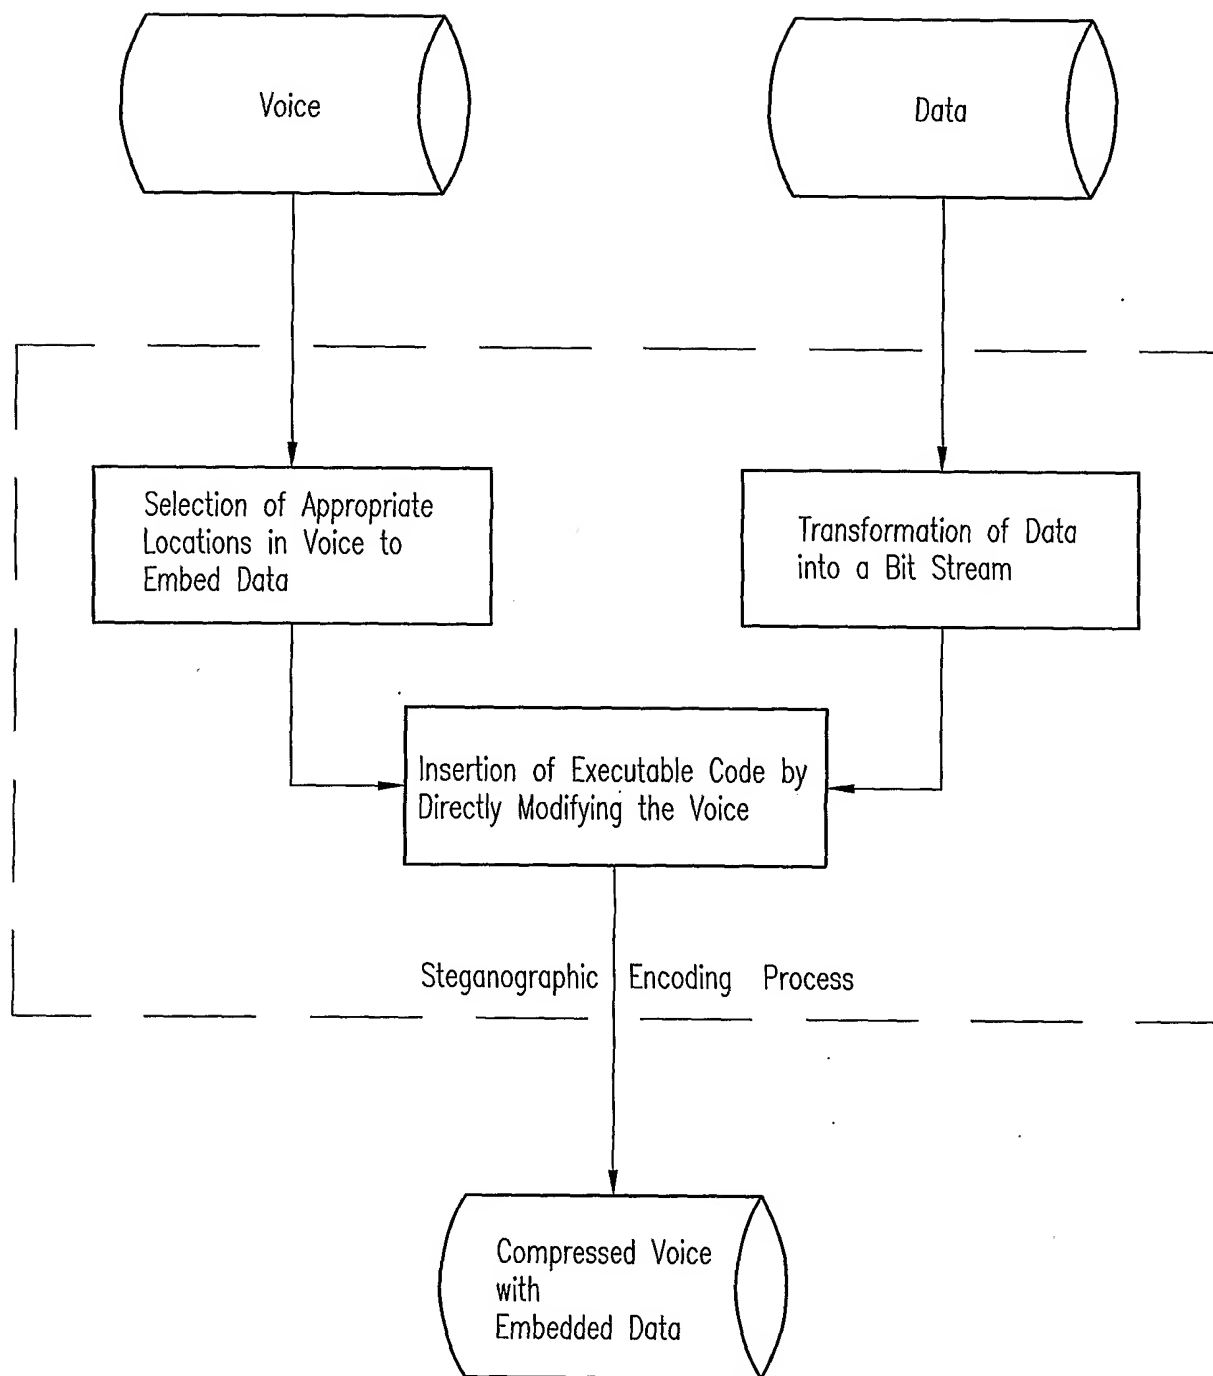 Voice
Data
Selection of Appropriate
Locations in Voice to
Embed Data
Transformation of Data
into a Bit Stream
Insertion of Executable Code by
Directly Modifying the Voice
Steganographic Encoding Process
Compressed Voice
with
Embedded Data